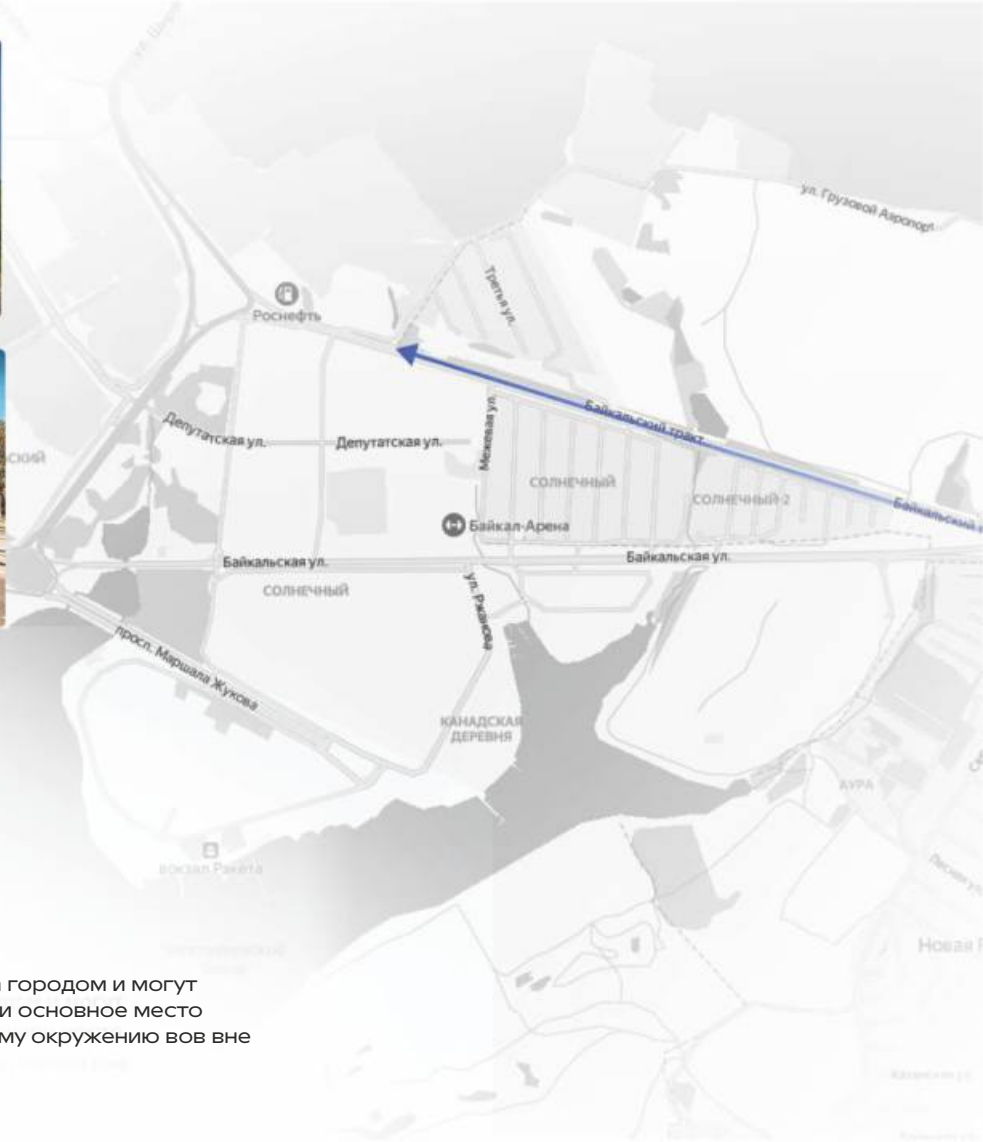 ул. Грузовой Аэропорт
Третья ул.
Роснефть
Байкальский тракт
Межевая ул.
Депутатская ул.
Депутатская ул.
СОЛНЕЧНЫЙ
СОЛНЕЧНЫЙ-2
Байкальский
Байкал-Арена
Байкальская ул.
Байкальская ул.
СОЛНЕЧНЫЙ
ул. Ржанова
просп. Маршала Жукова
КАНАДСКАЯ
ДЕРЕВНЯ
АУРА
вокзал Ракета
Новая
городом и могут
и основное место
му окружению вов вне